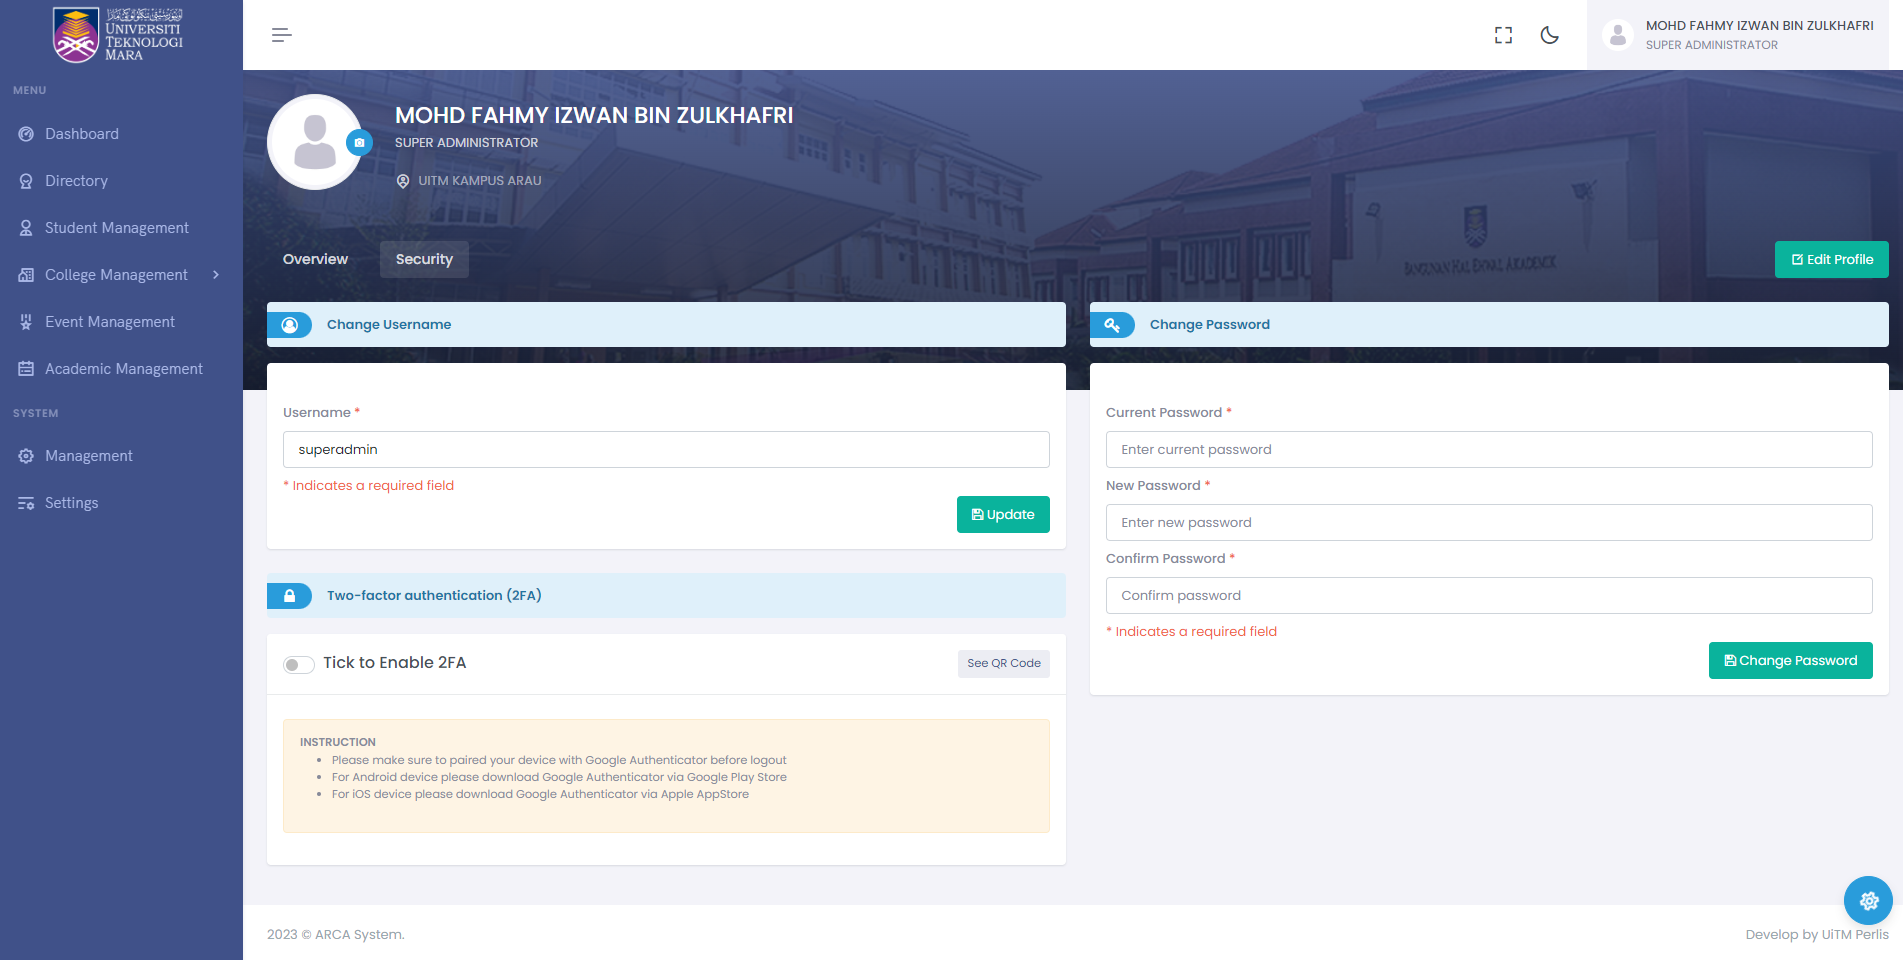 UNIVERSITI
TEKNOLOGI
MARA
MENU
Dashboard
Directory
Student Management
College Management
Event Management
Academic Management
SYSTEM
Management
Settings
MOHD FAHMY IZWAN BIN ZULKHAFRI
SUPER ADMINISTRATOR
MOHD FAHMY IZWAN BIN ZULKHAFRI
SUPER ADMINISTRATOR
UITM KAMPUS ARAU
BANGUNAN HAL EHWAL AKADEMIK
Overview
Security
Edit Profile
Change Username
Username *
superadmin
* Indicates a required field
Update
Two-factor authentication (2FA)
Tick to Enable 2FA
See QR Code
INSTRUCTION
Please make sure to paired your device with Google Authenticator before logout
For Android device please download Google Authenticator via Google Play Store
For iOS device please download Google Authenticator via Apple AppStore
Change Password
Current Password *
Enter current password
New Password *
Enter new password
Confirm Password *
Confirm password
* Indicates a required field
Change Password
2023 © ARCA System.
Develop by UiTM Perlis